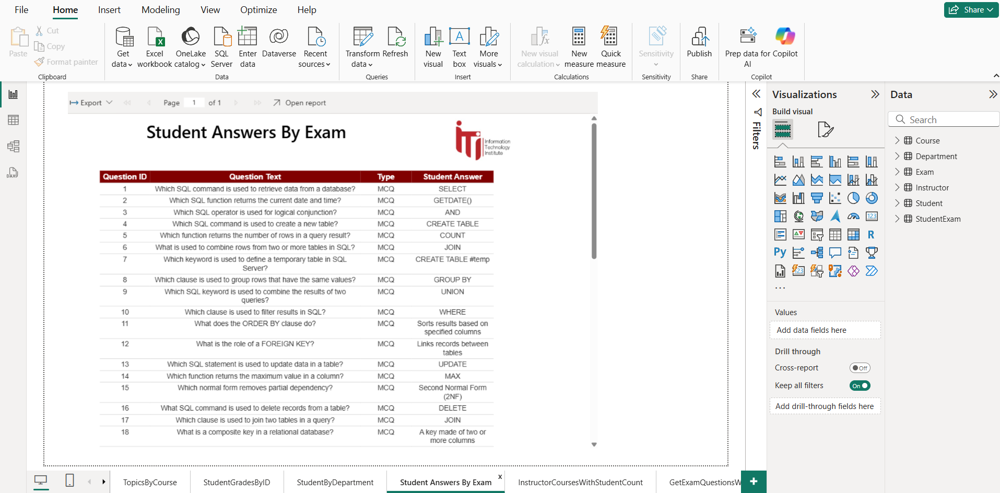 File Home Insert Modeling View Optimize Help Share
Paste
Cut
Copy
Format painter
Clipboard
Get data
Excel workbook
OneLake catalog
SQL Server
Enter data
Dataverse
Recent sources
Data
Transform data
Refresh
Queries
New visual
Text box
A
More visuals
Insert
New visual calculation
New measure
Quick measure
Calculations
Sensitivity
Sensitivity
Publish
Share
Prep data for AI
Copilot
Copilot
Export Page 1 of 1 Open report
Student Answers By Exam
iTi
Information
Technology
Institute
Question ID Question Text Type Student Answer
1 Which SQL command is used to retrieve data from a database? MCQ SELECT
2 Which SQL function returns the current date and time? MCQ GETDATE()
3 Which SQL operator is used for logical conjunction? MCQ AND
4 Which SQL command is used to create a new table? MCQ CREATE TABLE
5 Which function returns the number of rows in a query result? MCQ COUNT
6 What is used to combine rows from two or more tables in SQL? MCQ JOIN
7 Which keyword is used to define a temporary table in SQL MCQ CREATE TABLE #temp
Server?
8 Which clause is used to group rows that have the same values? MCQ GROUP BY
9 Which SQL keyword is used to combine the results of two MCQ UNION
queries?
10 Which clause is used to filter results in SQL? MCQ WHERE
11 What does the ORDER BY clause do? MCQ Sorts results based on
specified columns
12 What is the role of a FOREIGN KEY? MCQ Links records between
tables
13 Which SQL statement is used to update data in a table? MCQ UPDATE
14 Which function returns the maximum value in a column? MCQ MAX
15 Which normal form removes partial dependency? MCQ Second Normal Form
(2NF)
16 What SQL command is used to delete records from a table? MCQ DELETE
17 Which clause is used to join two tables in a query? MCQ JOIN
18 What is a composite key in a relational database? MCQ A key made of two or
more columns
Filters
Visualizations
Build visual
123
R
Py
123
...
Values
Add data fields here
Drill through
Cross-report Off
Keep all filters On
Add drill-through fields here
Data
Search
Course
Department
Exam
Instructor
Student
StudentExam
DAX
TopicsByCourse StudentGradesByID StudentByDepartment Student Answers By Exam x InstructorCoursesWithStudentCount GetExamQuestionsW +